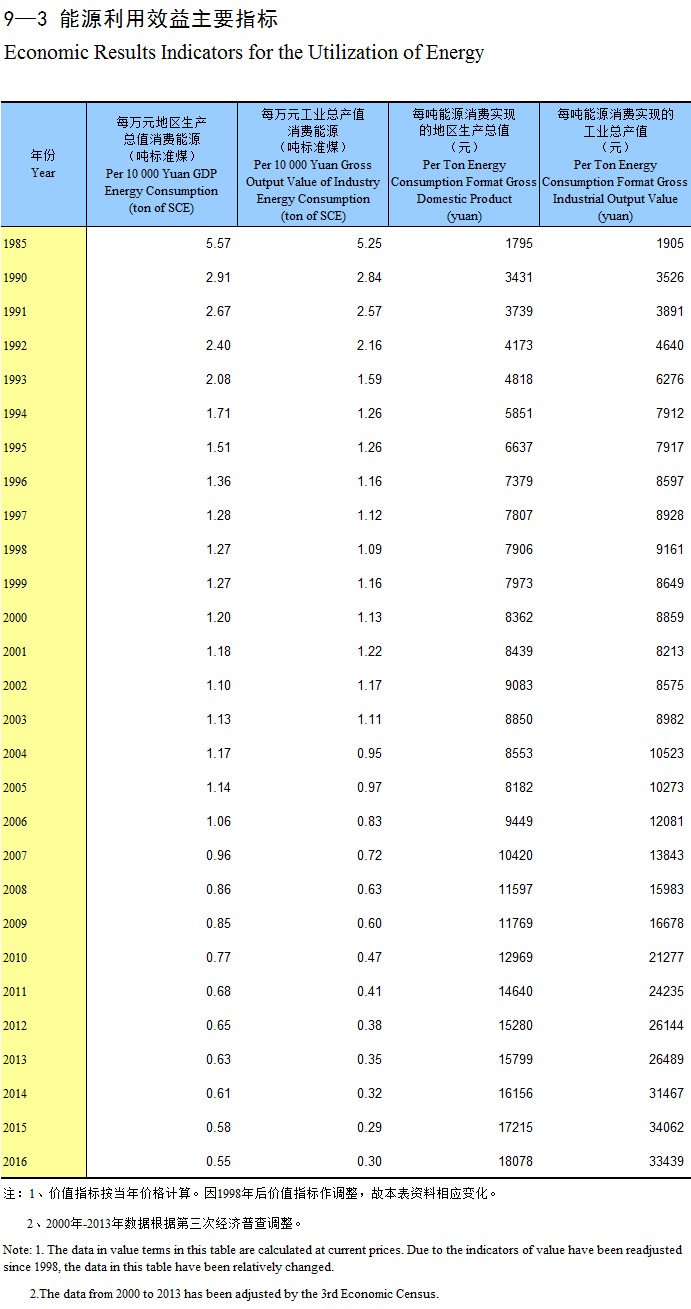 9—3 能源利用效益主要指标
Economic Results Indicators for the Utilization of Energy
年份
Year
每万元地区生产
总值消费能源
（吨标准煤）
Per 10 000 Yuan GDP
Energy Consumption
(ton of SCE)
每万元工业总产值
消费能源
（吨标准煤）
Per 10 000 Yuan Gross
Output Value of Industry
Energy Consumption
(ton of SCE)
每吨能源消费实现
的地区生产总值
（元）
Per Ton Energy
Consumption Format Gross
Domestic Product
(yuan)
每吨能源消费实现的
工业总产值
（元）
Per Ton Energy
Consumption Format Gross
Industrial Output Value
(yuan)
1985 5.57 5.25 1795 1905
1990 2.91 2.84 3431 3526
1991 2.67 2.57 3739 3891
1992 2.40 2.16 4173 4640
1993 2.08 1.59 4818 6276
1994 1.71 1.26 5851 7912
1995 1.51 1.26 6637 7917
1996 1.36 1.16 7379 8597
1997 1.28 1.12 7807 8928
1998 1.27 1.09 7906 9161
1999 1.27 1.16 7973 8649
2000 1.20 1.13 8362 8859
2001 1.18 1.22 8439 8213
2002 1.10 1.17 9083 8575
2003 1.13 1.11 8850 8982
2004 1.17 0.95 8553 10523
2005 1.14 0.97 8182 10273
2006 1.06 0.83 9449 12081
2007 0.96 0.72 10420 13843
2008 0.86 0.63 11597 15983
2009 0.85 0.60 11769 16678
2010 0.77 0.47 12969 21277
2011 0.68 0.41 14640 24235
2012 0.65 0.38 15280 26144
2013 0.63 0.35 15799 26489
2014 0.61 0.32 16156 31467
2015 0.58 0.29 17215 34062
2016 0.55 0.30 18078 33439
注：1、价值指标按当年价格计算。因1998年后价值指标作调整，故本表资料相应变化。
2、2000年-2013年数据根据第三次经济普查调整。
Note: 1. The data in value terms in this table are calculated at current prices. Due to the indicators of value have been readjusted
since 1998, the data in this table have been relatively changed.
2.The data from 2000 to 2013 has been adjusted by the 3rd Economic Census.